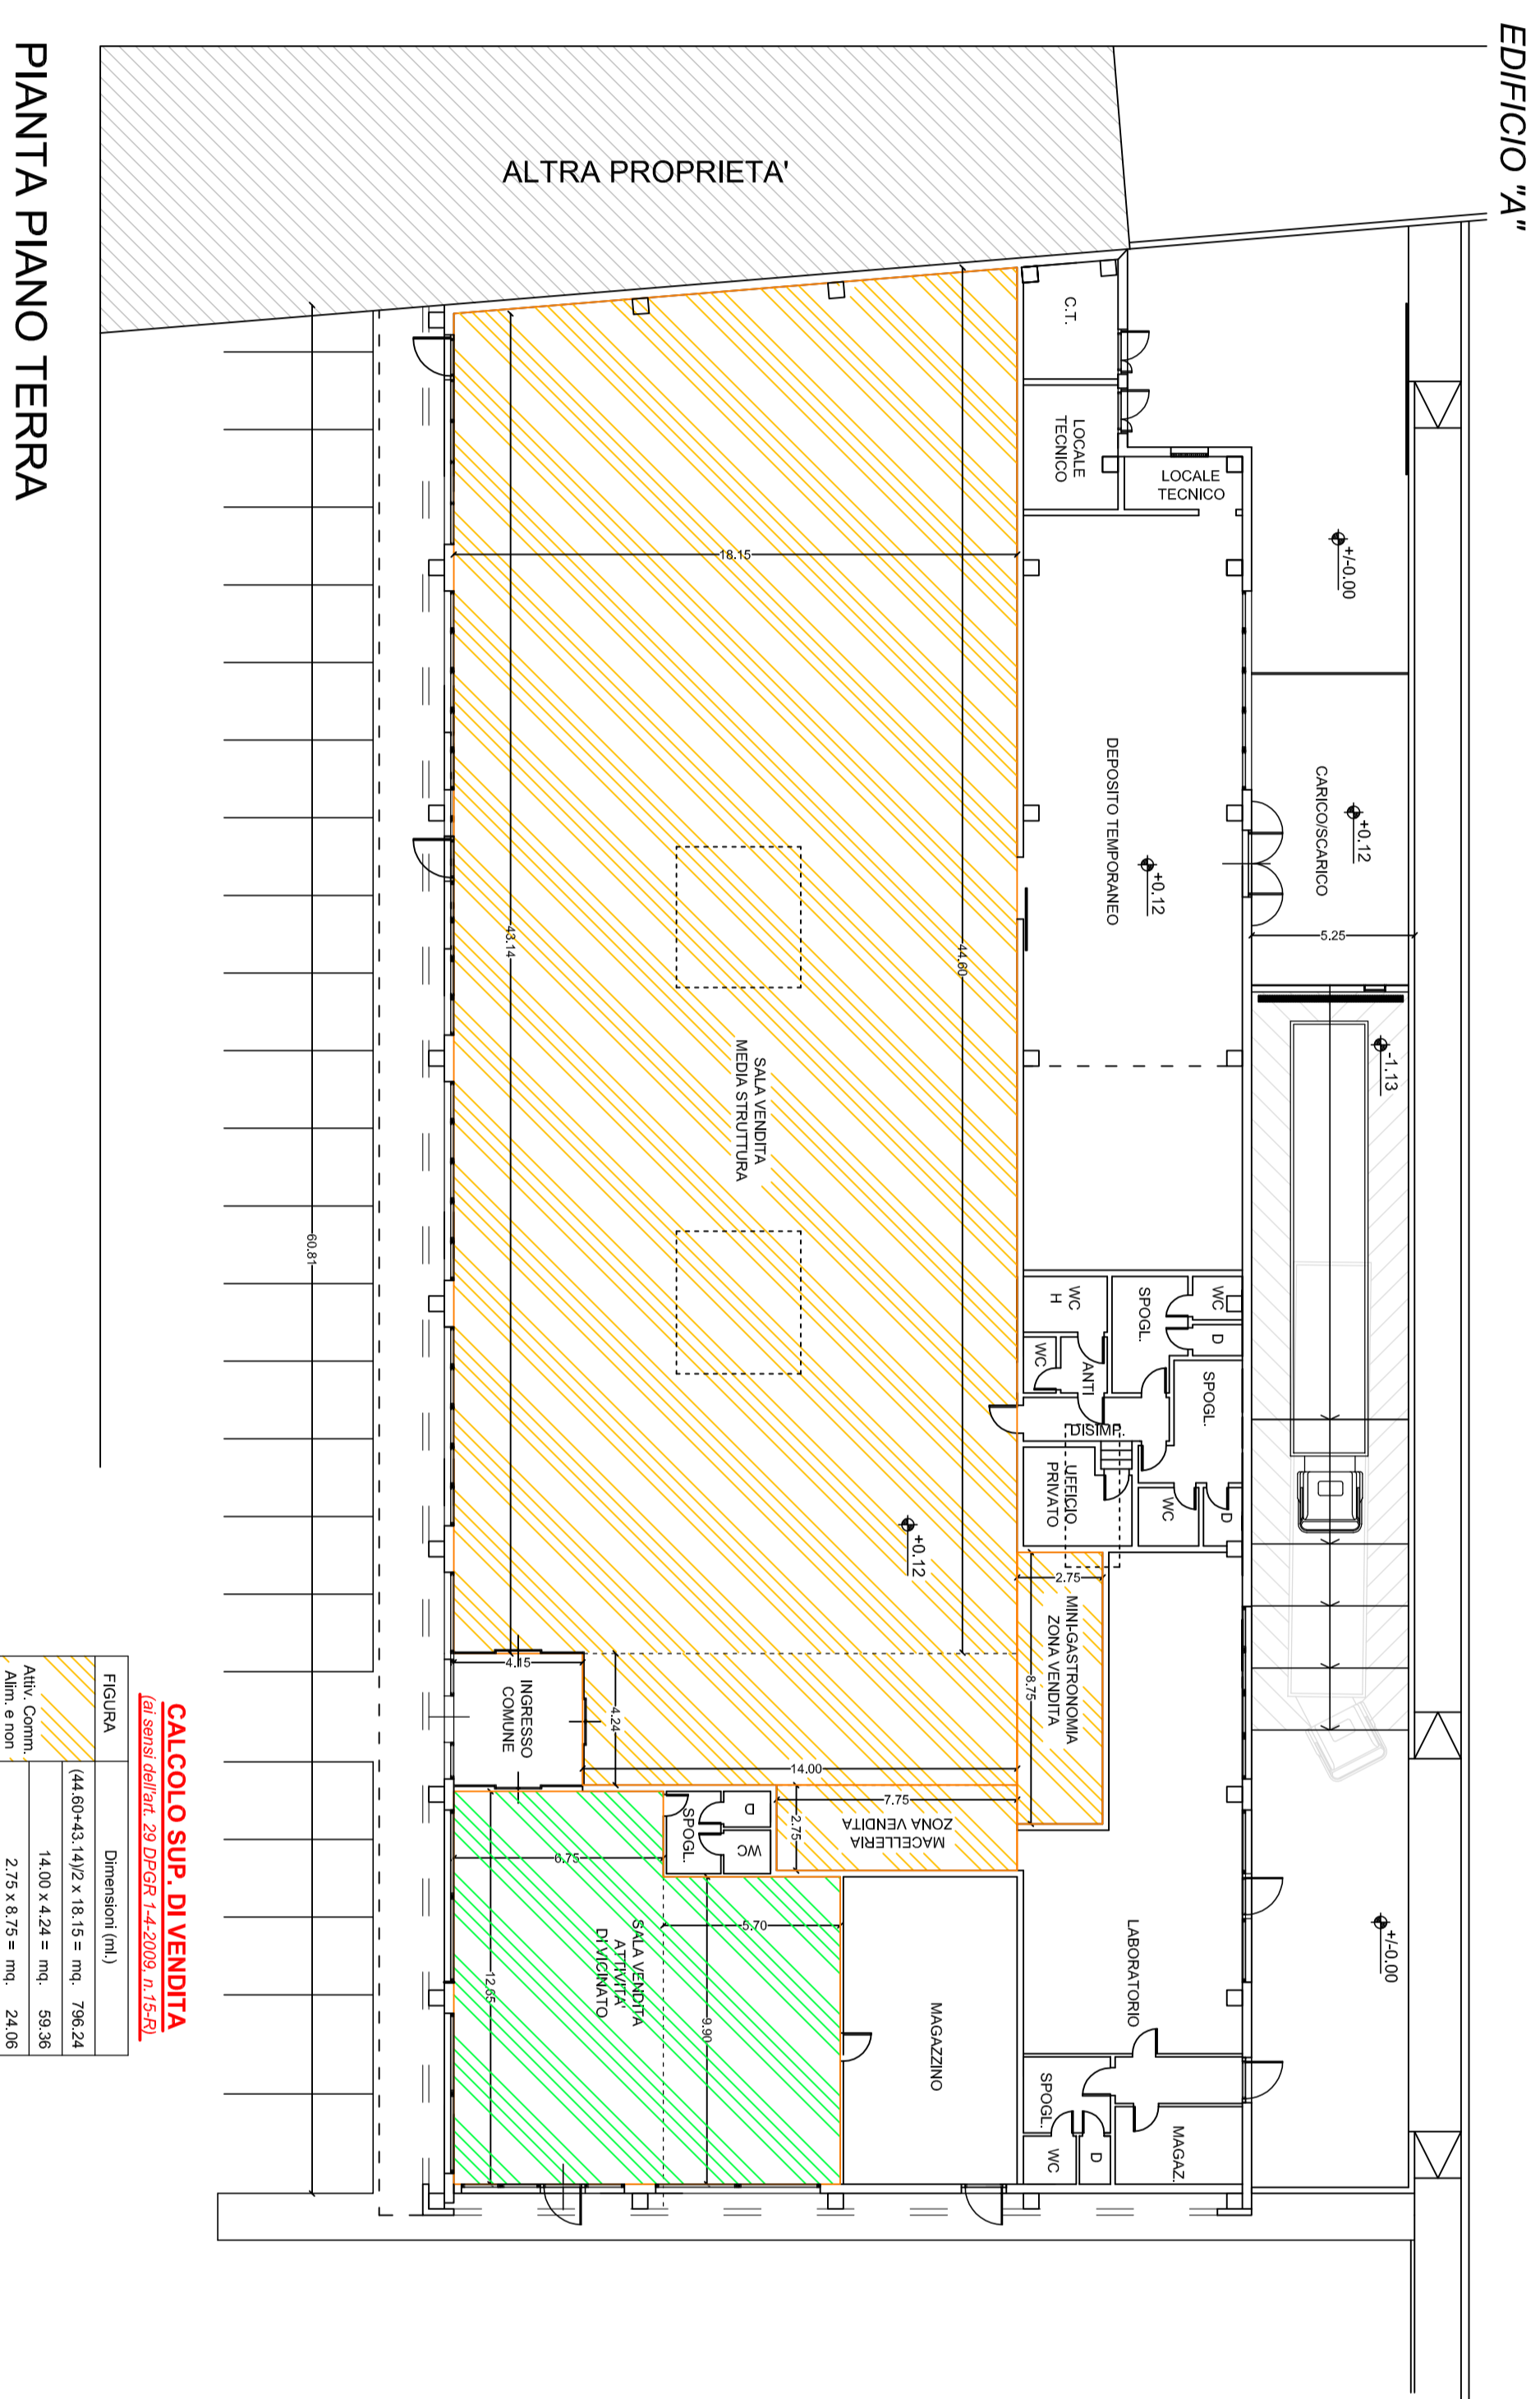 EDIFICIO "A"
+/-0.00
+0.12
CARICO/SCARICO
5.25
-1.13
+/-0.00
ALTRA PROPRIETA'
C.T.
LOCALE
TECNICO
LOCALE
TECNICO
DEPOSITO TEMPORANEO
+0.12
WC
H
WC
ANTI
SPOGL.
WC
D
SPOGL.
DISIMP.
UFFICIO
PRIVATO
WC
D
LABORATORIO
SPOGL.
WC
D
MAGAZ.
18.15
44.60
43.14
SALA VENDITA
MEDIA STRUTTURA
+0.12
2.75
MINI-GASTRONOMIA
ZONA VENDITA
8.75
4.15
INGRESSO
COMUNE
4.24
14.00
7.75
MACELLERIA
ZONA VENDITA
2.75
D
WC
SPOGL.
6.75
5.70
SALA VENDITA
ATTIVITA'
DI VICINATO
12.65
9.90
MAGAZZINO
60.81
CALCOLO SUP. DI VENDITA
(ai sensi dell'art. 29 DPGR 1-4-2009, n.15-R)
FIGURA
Dimensioni (ml.)
Attiv. Comm.
Alim. e non
(44.60+43.14)/2 x 18.15 = mq. 796.24
14.00 x 4.24 = mq. 59.36
2.75 x 8.75 = mq. 24.06
PIANTA PIANO TERRA